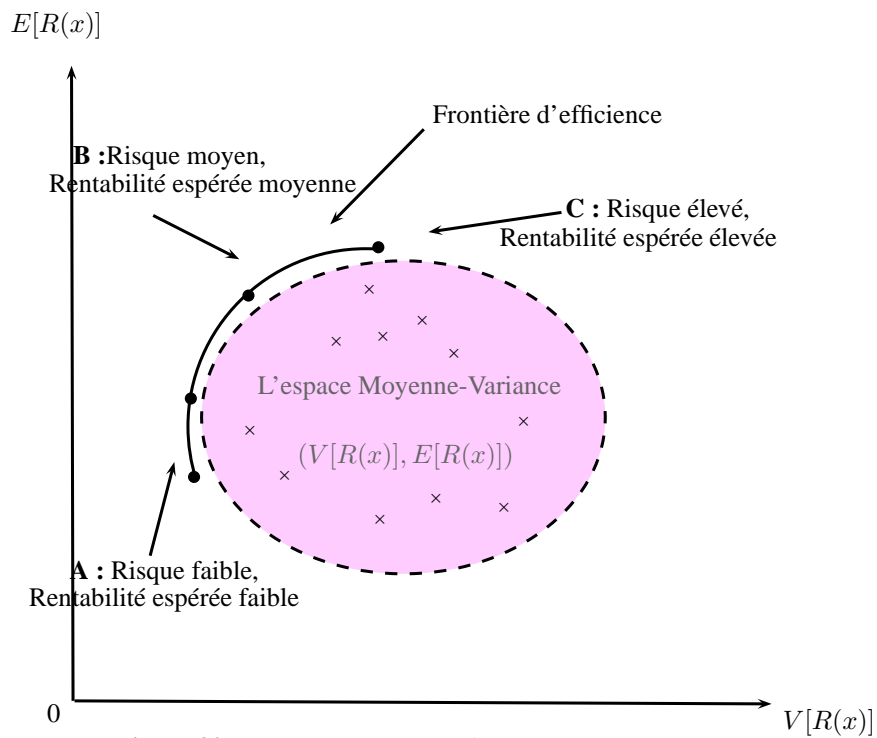 E[R(x)]
Frontière d'efficience
B :Risque moyen,
Rentabilité espérée moyenne
C : Risque élevé,
Rentabilité espérée élevée
L'espace Moyenne-Variance
(V[R(x)], E[R(x)])
A : Risque faible,
Rentabilité espérée faible
0
V[R(x)]